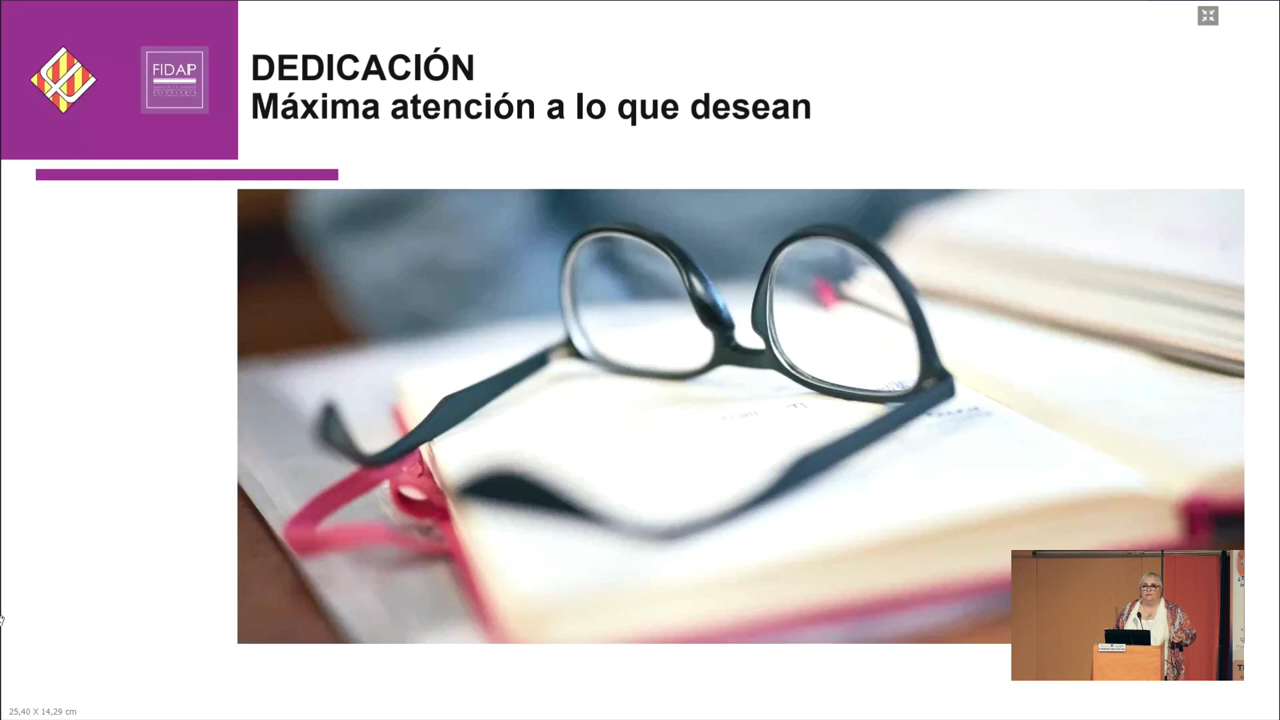 FIDAP
DEDICACIÓN
Máxima atención a lo que desean
25,40 X 14,29 cm